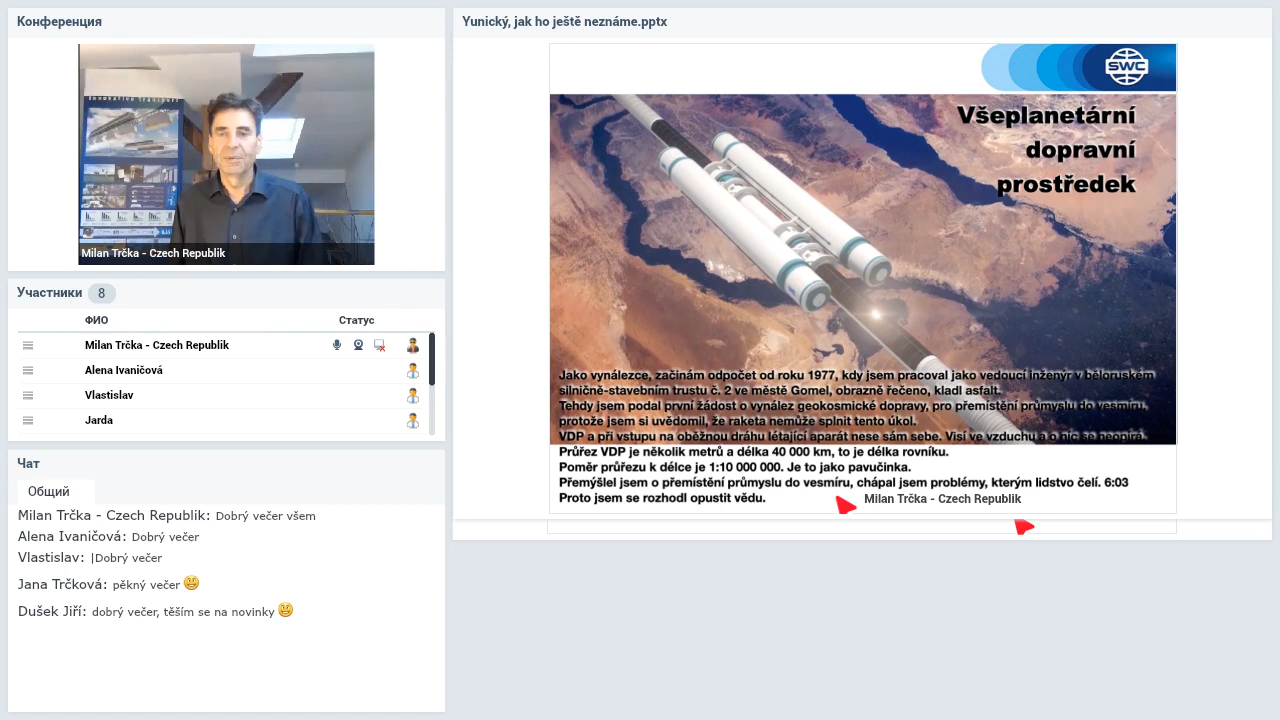 Конференция
Innovative transport
Milan Trčka - Czech Republik
Участники 8
ФИО Статус
Milan Trčka - Czech Republik
Alena Ivaničová
Vlastislav
Jarda
Чат
Общий
Milan Trčka - Czech Republik: Dobrý večer všem
Alena Ivaničová: Dobrý večer
Vlastislav: |Dobrý večer
Jana Trčková: pěkný večer
Dušek Jiří: dobrý večer, těším se na novinky
Yunický, jak ho ještě neznáme.pptx
SWC
Všeplanetární
dopravní
prostředek
Jako vynálezce, začínám odpočet od roku 1977, kdy jsem pracoval jako vedoucí inženýr v běloruském
silničně-stavebním trustu č. 2 ve městě Gomel, obrazně řečeno, kladl asfalt.
Tehdy jsem podal první žádost o vynález geokosmické dopravy, pro přemístění průmyslu do vesmíru,
protože jsem si uvědomil, že raketa nemůže splnit tento úkol.
VDP a při vstupu na oběžnou dráhu létající aparát nese sám sebe. Visí ve vzduchu a o nic se neopírá.
Průřez VDP je několik metrů a délka 40 000 km, to je délka rovníku.
Poměr průřezu k délce je 1:10 000 000. Je to jako pavučinka.
Přemýšlel jsem o přemístění průmyslu do vesmíru, chápal jsem problémy, kterým lidstvo čelí. 6:03
Proto jsem se rozhodl opustit vědu.
Milan Trčka - Czech Republik